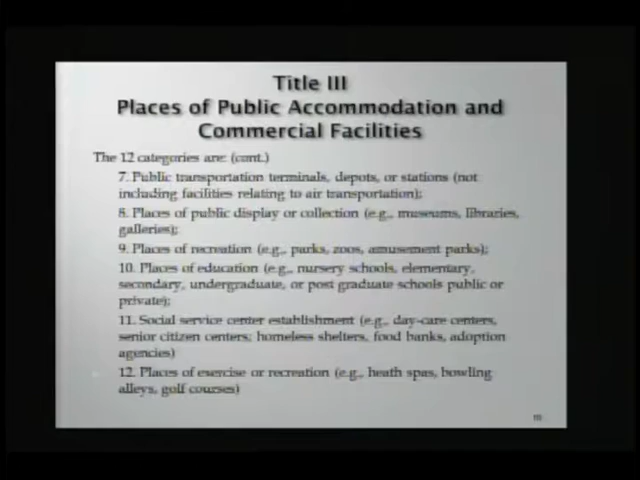 Title III
Places of Public Accommodation and
Commercial Facilities
The 12 categories are: (cont.)
7. Public transportation terminals, depots, or stations (not
including facilities relating to air transportation);
8. Places of public display or collection (e.g., museums, libraries,
galleries);
9. Places of recreation (e.g., parks, zoos, amusement parks);
10. Places of education (e.g., nursery schools, elementary,
secondary, undergraduate, or post graduate schools public or
private);
11. Social service center establishment (e.g., day-care centers,
senior citizen centers, homeless shelters, food banks, adoption
agencies)
12. Places of exercise or recreation (e.g., heath spas, bowling
alleys, golf courses)